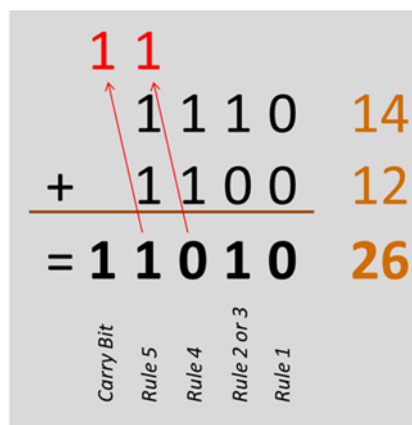 1 1
1 1 1 0 14
+ 1 1 0 0 12
= 1 1 0 1 0 26
Carry Bit
Rule 5
Rule 4
Rule 2 or 3
Rule 1